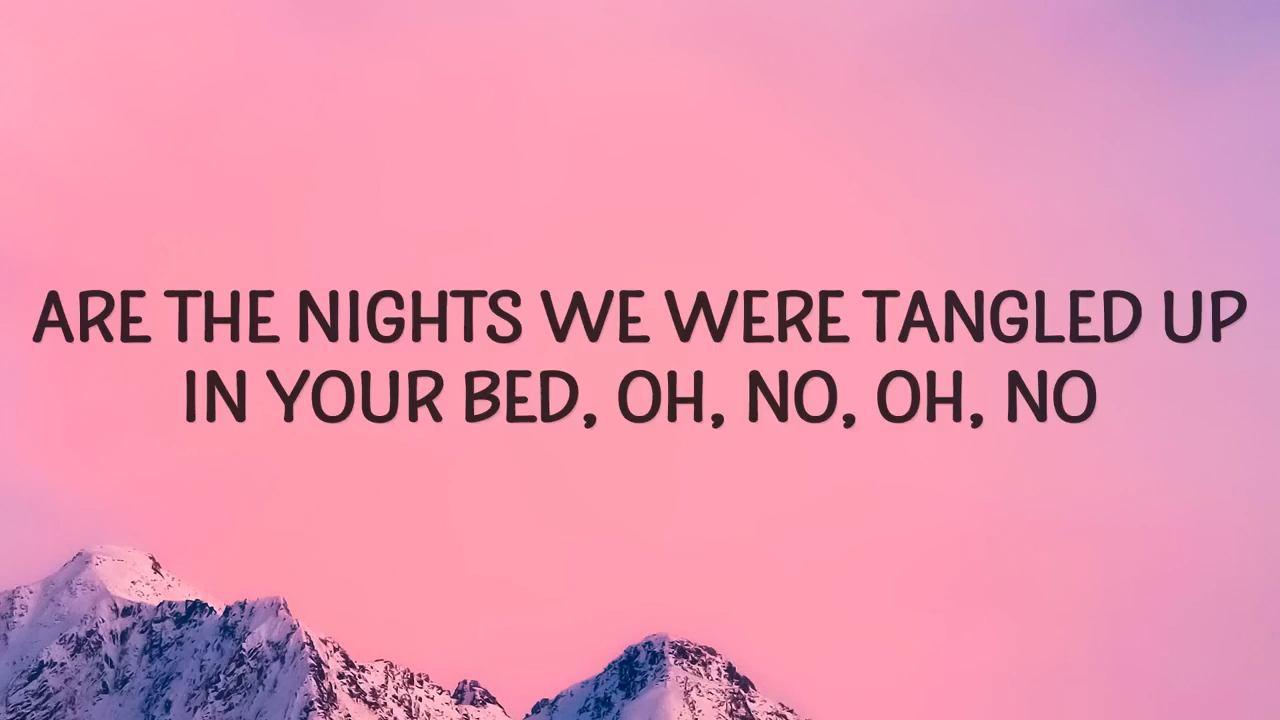 ARE THE NIGHTS WE WERE TANGLED UP
IN YOUR BED, OH, NO, OH, NO